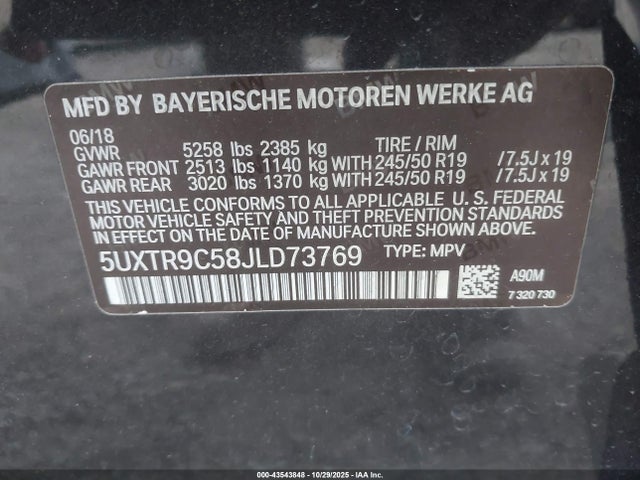 MFD BY BAYERISCHE MOTOREN WERKE AG
06/18
GVWR 5258 lbs 2385 kg TIRE / RIM
GAWR FRONT 2513 lbs 1140 kg WITH 245/50 R19 /7.5J x 19
GAWR REAR 3020 lbs 1370 kg WITH 245/50 R19 /7.5J x 19
THIS VEHICLE CONFORMS TO ALL APPLICABLE U. S. FEDERAL
MOTOR VEHICLE SAFETY AND THEFT PREVENTION STANDARDS
IN EFFECT ON THE DATE OF MANUFACTURE SHOWN ABOVE.
5UXTR9C58JLD73769 TYPE: MPV
A90M
7 320 730
000-43543848 | 10/29/2025 | IAA, Inc.